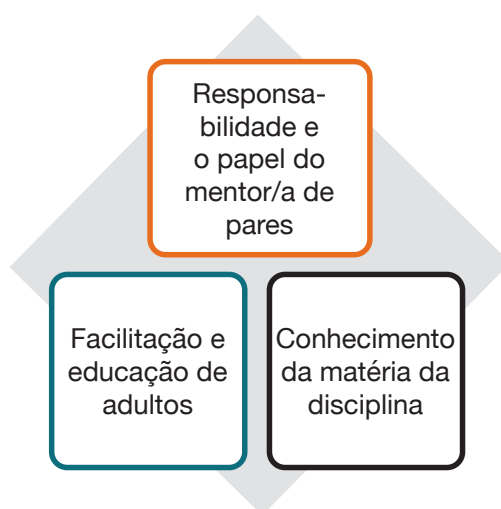 Responsa-
bilidade e
o papel do
mentor/a de
pares
Facilitação e
educação de
adultos
Conhecimento
da matéria da
disciplina